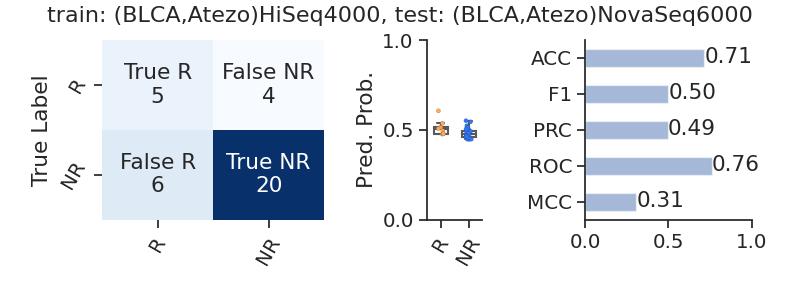 train: (BLCA,Atezo)HiSeq4000, test: (BLCA,Atezo)NovaSeq6000
True Label
R
NR
True R
5
False NR
4
False R
6
True NR
20
R
NR
Pred. Prob.
1.0
0.5
0.0
R
NR
ACC
0.71
F1
0.50
PRC
0.49
ROC
0.76
MCC
0.31
0.0
0.5
1.0